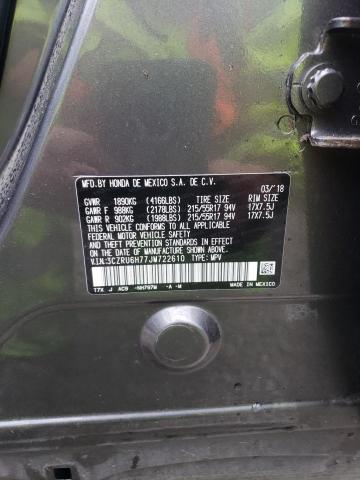 MFD.BY HONDA DE MEXICO S.A. DE C.V. 03/'18
GVWR 1890KG (4166LBS) TIRE SIZE RIM SIZE
GAWR F 988KG (2178LBS) 215/55R17 94V 17X7.5J
GAWR R 902KG (1988LBS) 215/55R17 94V 17X7.5J
THIS VEHICLE CONFORMS TO ALL APPLICABLE
FEDERAL MOTOR VEHICLE SAFETY AND
THEFT PREVENTION STANDARDS IN EFFECT ON
THE DATE OF MANUFACTURE SHOWN ABOVE.
V.I.N:3CZRU6H77JM722610 TYPE: MPV
T7X J AC9 -NH797M -A -M MADE IN MEXICO